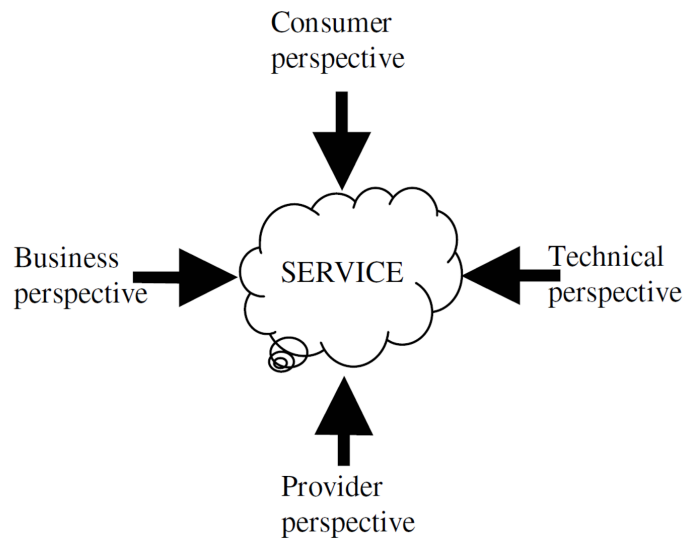 Consumer
perspective
Business
perspective
SERVICE
Technical
perspective
Provider
perspective